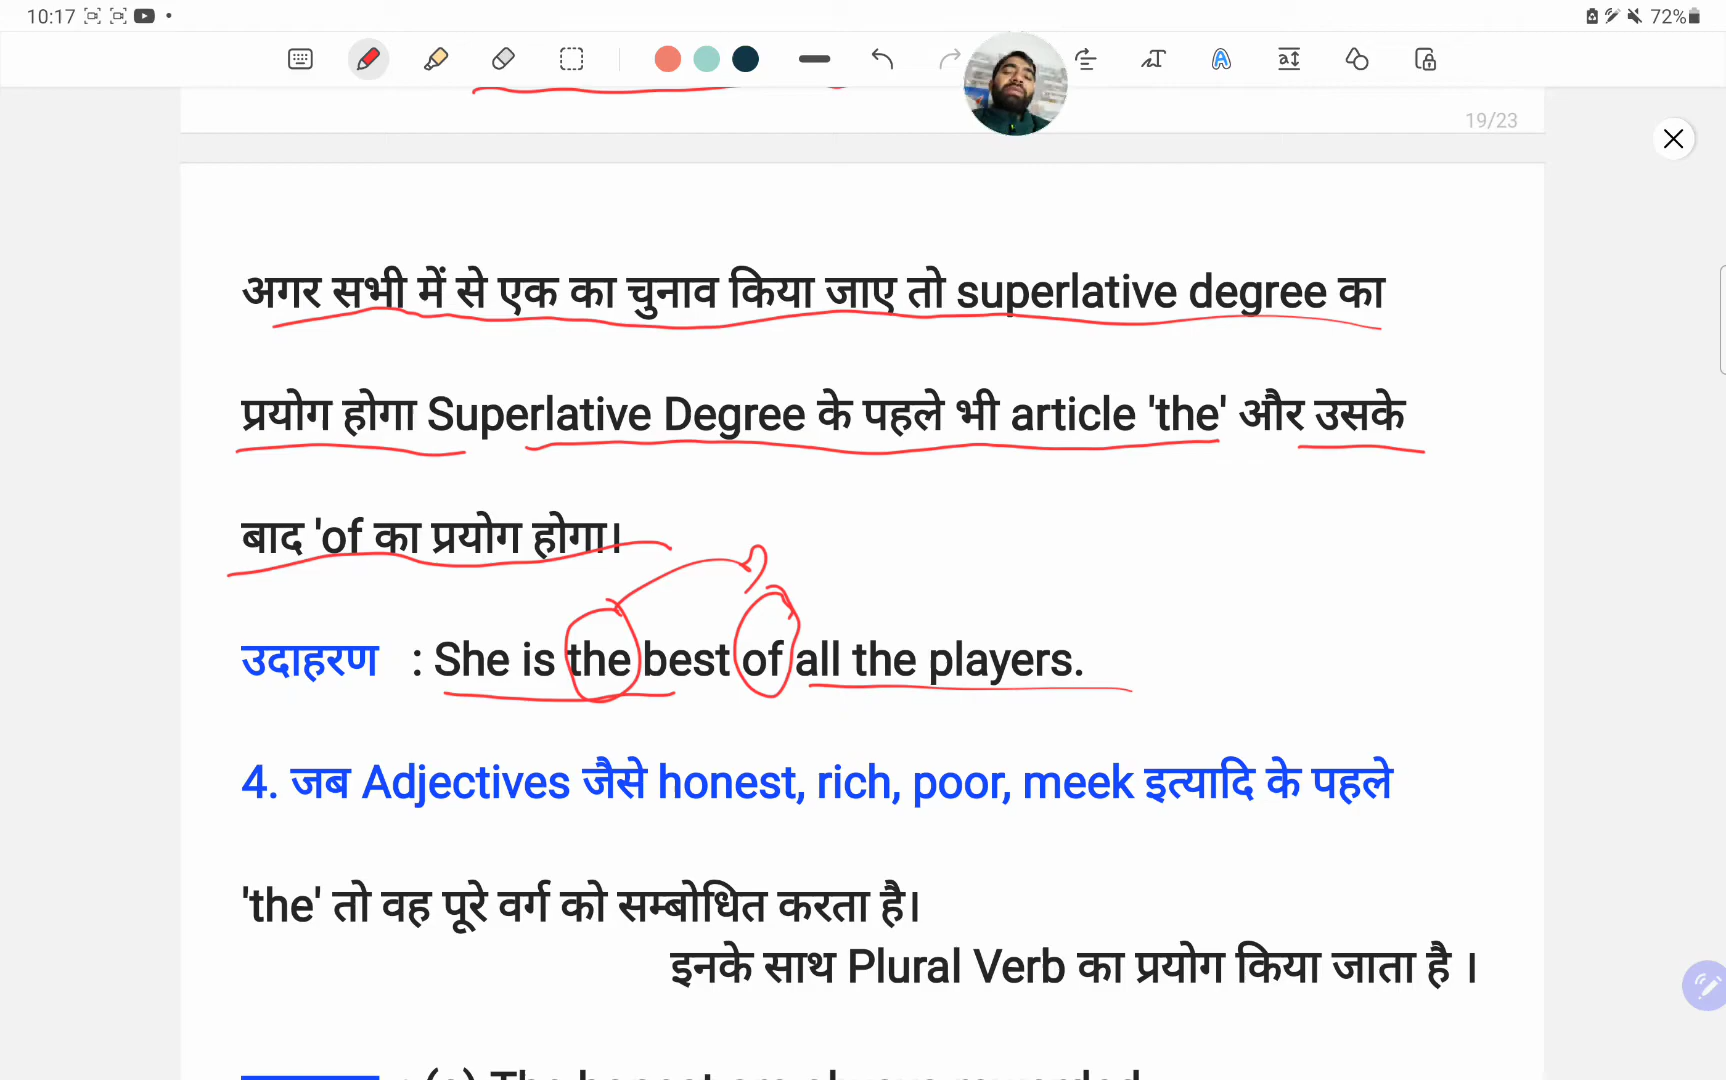 10:17
72%
19/23
अगर सभी में से एक का चुनाव किया जाए तो superlative degree का
प्रयोग होगा Superlative Degree के पहले भी article 'the' और उसके
बाद 'of का प्रयोग होगा।
उदाहरण : She is the best of all the players.
4. जब Adjectives जैसे honest, rich, poor, meek इत्यादि के पहले
'the' तो वह पूरे वर्ग को सम्बोधित करता है।
इनके साथ Plural Verb का प्रयोग किया जाता है ।